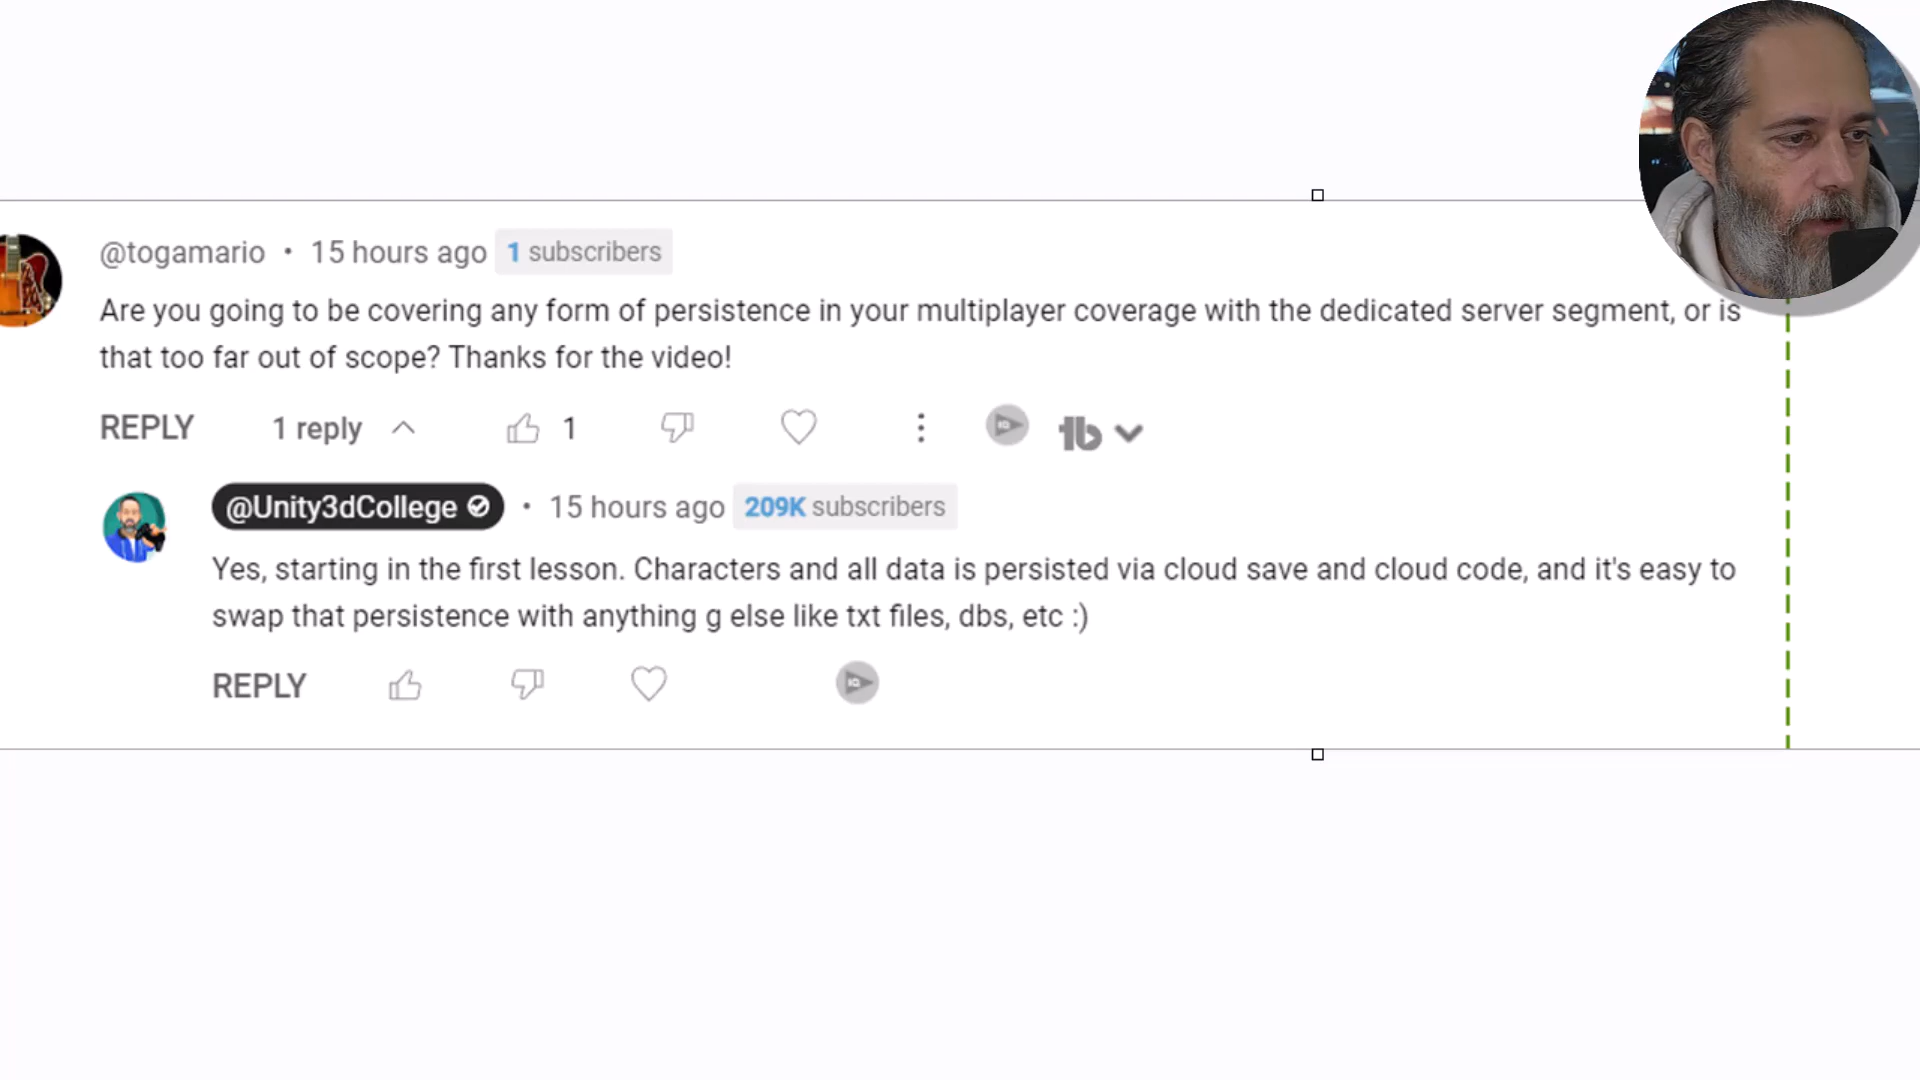 @togamario • 15 hours ago 1 subscribers
Are you going to be covering any form of persistence in your multiplayer coverage with the dedicated server segment, or is
that too far out of scope? Thanks for the video!
REPLY 1 reply 1
@Unity3dCollege • 15 hours ago 209K subscribers
Yes, starting in the first lesson. Characters and all data is persisted via cloud save and cloud code, and it's easy to
swap that persistence with anything g else like txt files, dbs, etc :)
REPLY